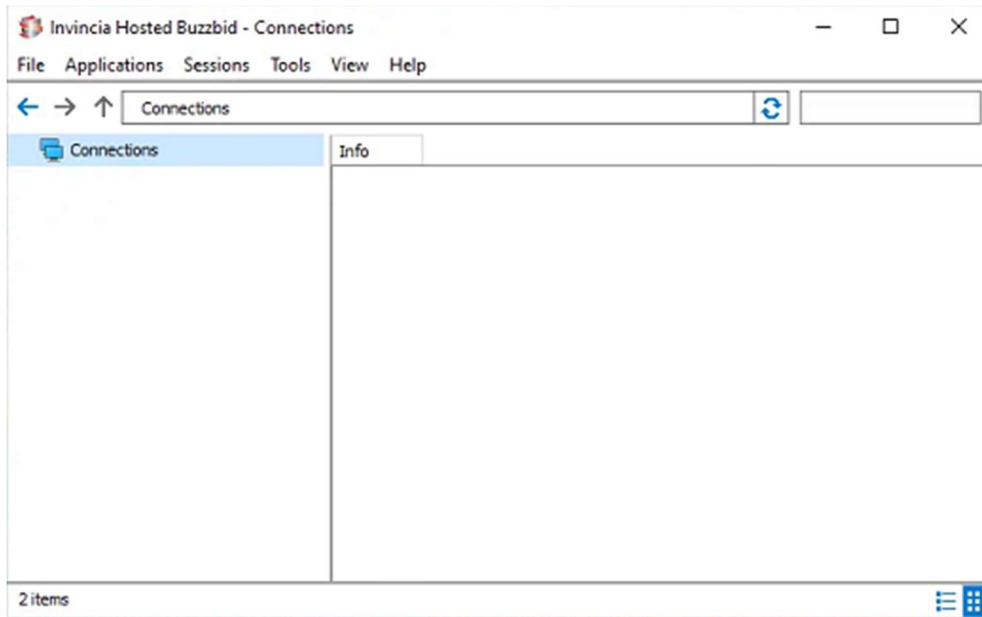 Invincia Hosted Buzzbid - Connections
File Applications Sessions Tools View Help
Connections
Connections
Info
2 items